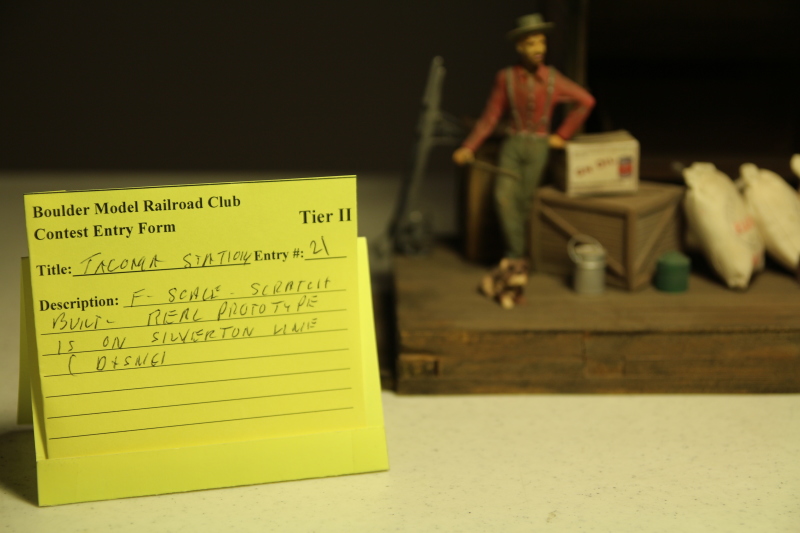 Boulder Model Railroad Club
Contest Entry Form Tier II
Title: TACOMA STATION Entry #: 21
Description: F-SCALE - SCRATCH
BUILT - REAL PROTOTYPE
IS ON SILVERTON LINE
( D+SNG)